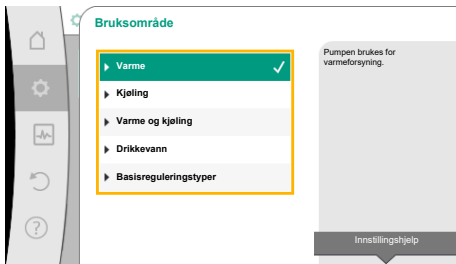 Bruksområde
Varme
Kjøling
Varme og kjøling
Drikkevann
Basisreguleringstyper
Pumpen brukes for
varmeforsyning.
Innstillingshjelp